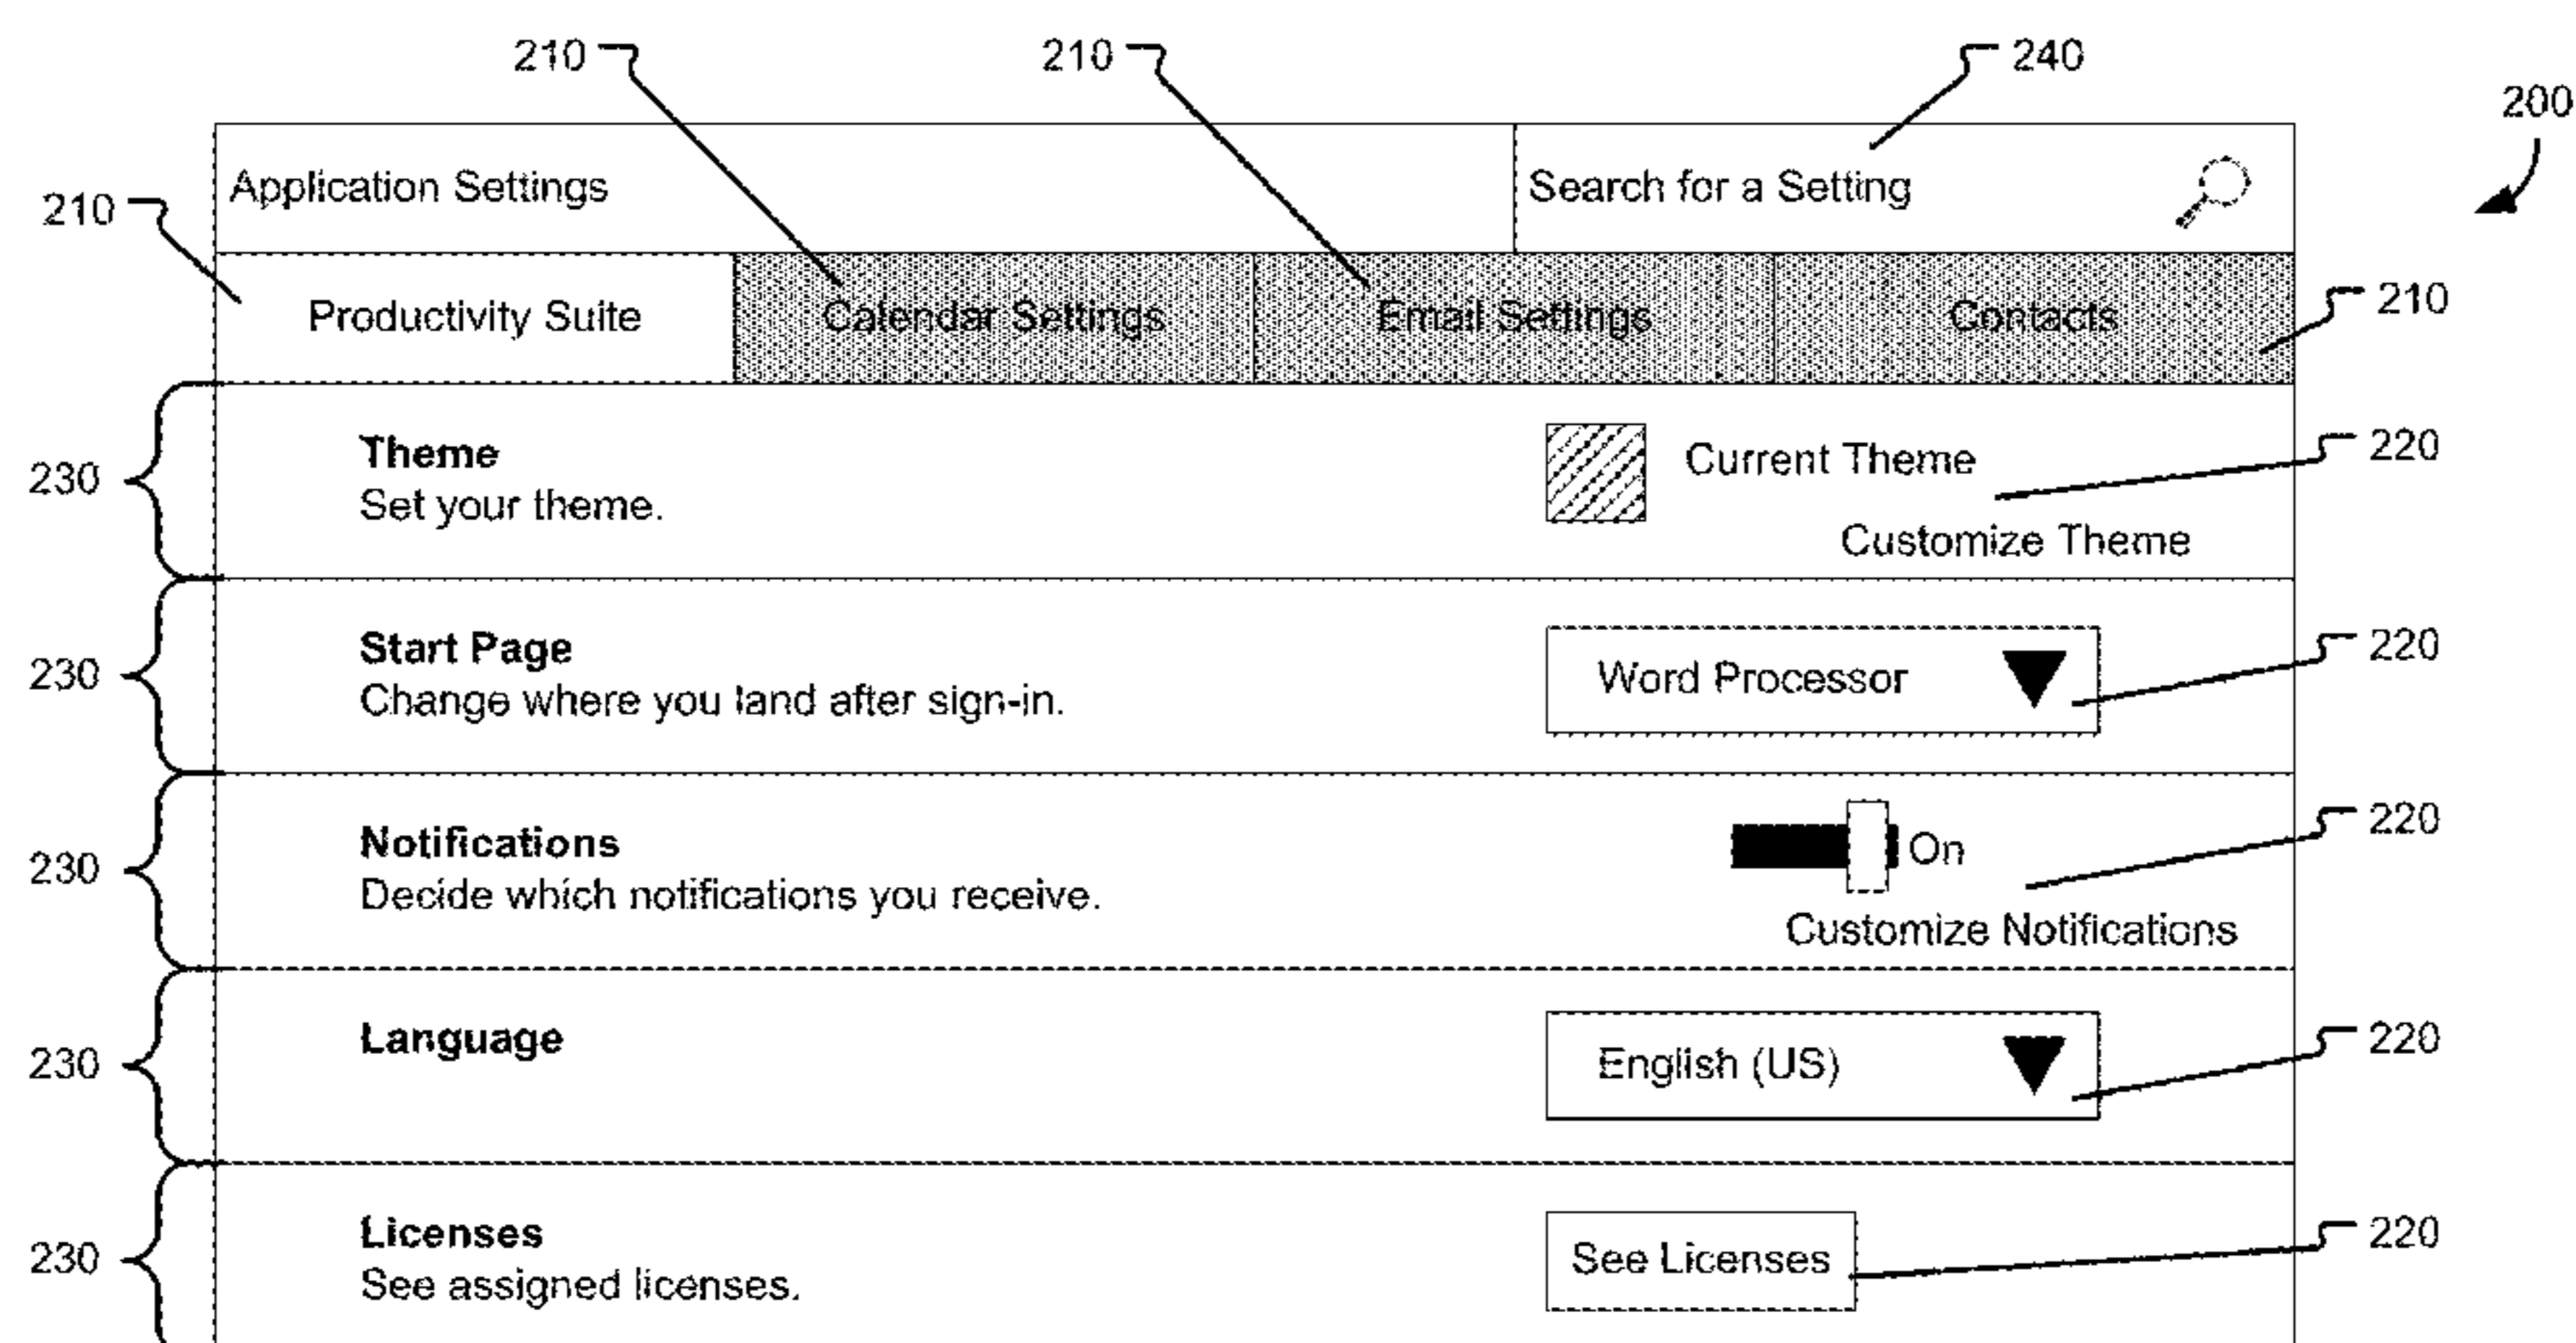 210 210 240
200
Application Settings Search for a Setting
210
Productivity Suite Calendar Settings Email Settings Contacts
210
Theme
Set your theme.
Current Theme
Customize Theme
230 220
Start Page
Change where you land after sign-in.
Word Processor
230 220
Notifications
Decide which notifications you receive.
On
Customize Notifications
230 220
Language
English (US)
230 220
Licenses
See assigned licenses.
See Licenses
230 220